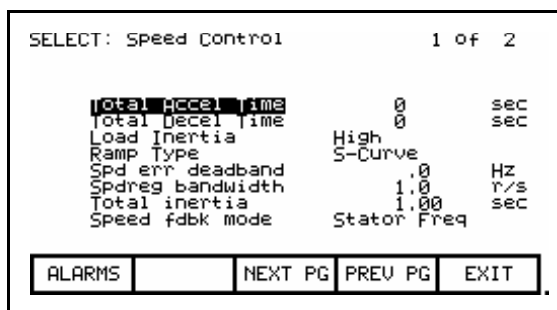 SELECT: Speed Control 1 of 2
Total Accel Time 0 sec
Total Decel Time 0 sec
Load Inertia High
Ramp Type S-Curve
Spd err deadband .0 Hz
Spdreg bandwidth 1.0 r/s
Total inertia 1.00 sec
Speed fdbk mode Stator Freq
ALARMS NEXT PG PREV PG EXIT